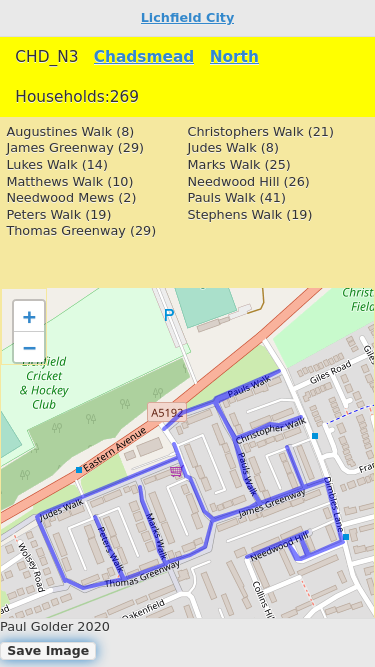 Lichfield City
CHD_N3 Chadsmead North
Households:269
Augustines Walk (8)
James Greenway (29)
Lukes Walk (14)
Matthews Walk (10)
Needwood Mews (2)
Peters Walk (19)
Thomas Greenway (29)
Christophers Walk (21)
Judes Walk (8)
Marks Walk (25)
Needwood Hill (26)
Pauls Walk (41)
Stephens Walk (19)
+
−
P
Christ
Field
Lichfield
Cricket
& Hockey
Club
A5192
Eastern Avenue
Giles Road
Giles
Pauls Walk
Christopher Walk
Pauls Walk
James Greenway
Dimbles Lane
Fran
Judes Walk
Peters Walk
Marks Walk
Thomas Greenway
Needwood Hill
Wolsey Road
Collins Hi
Oakenfield
ad
Paul Golder 2020
Save Image